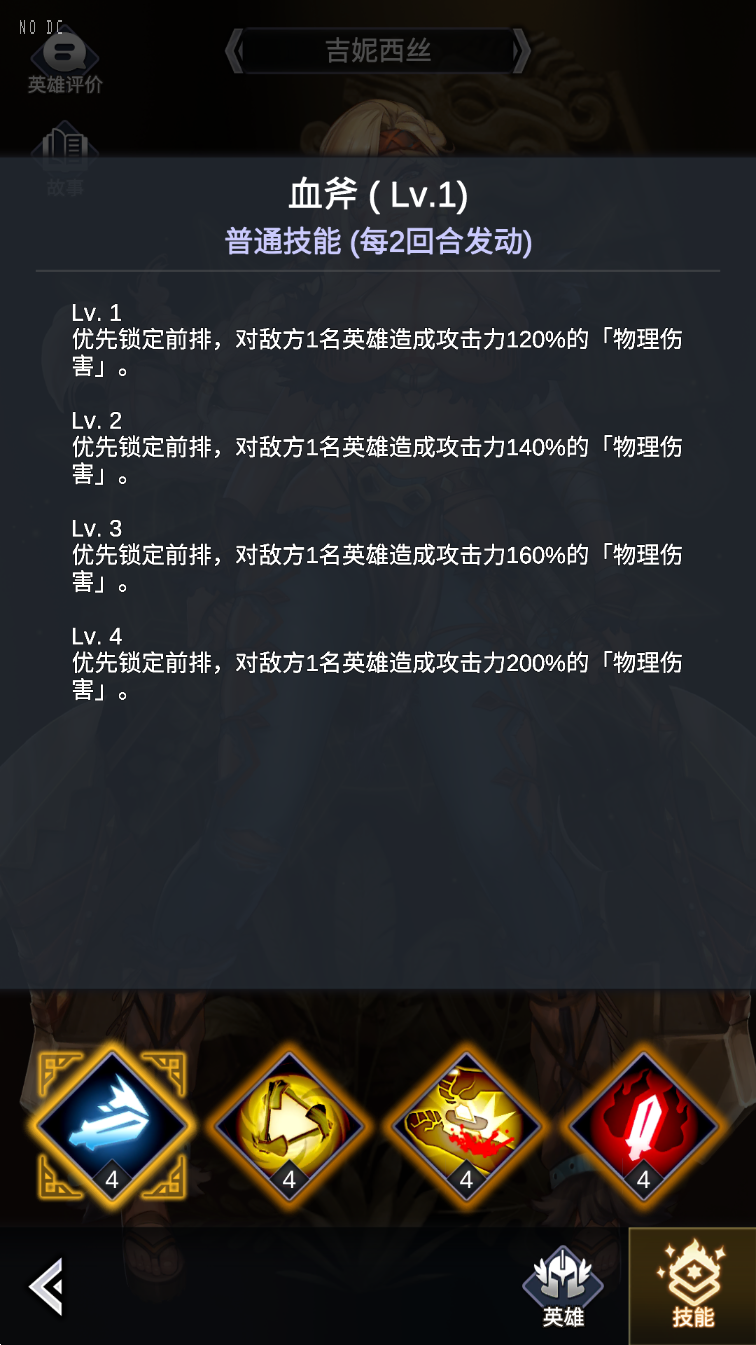 NO DC
吉妮西丝
英雄评价
故事
血斧 ( Lv.1)
普通技能 (每2回合发动)
Lv. 1
优先锁定前排，对敌方1名英雄造成攻击力120%的「物理伤
害」。
Lv. 2
优先锁定前排，对敌方1名英雄造成攻击力140%的「物理伤
害」。
Lv. 3
优先锁定前排，对敌方1名英雄造成攻击力160%的「物理伤
害」。
Lv. 4
优先锁定前排，对敌方1名英雄造成攻击力200%的「物理伤
害」。
4 4 4 4
英雄 技能